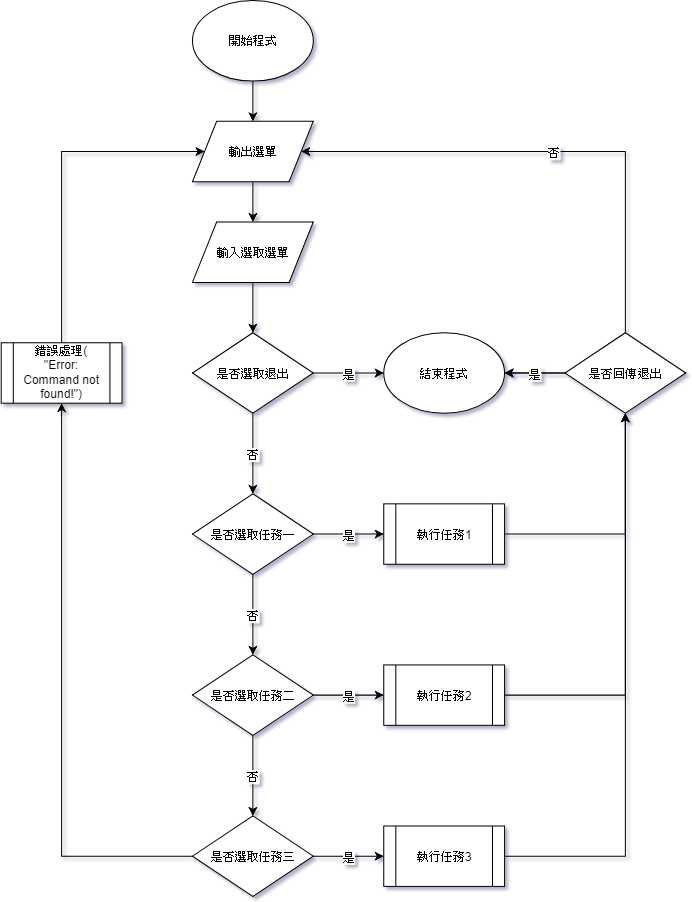 開始程式
輸出選單
否
輸入選取選單
錯誤處理(
"Error:
Command not
found!")
是否選取退出
是
結束程式
是
是否回傳退出
否
是否選取任務一
是
執行任務1
否
是否選取任務二
是
執行任務2
否
是否選取任務三
是
執行任務3